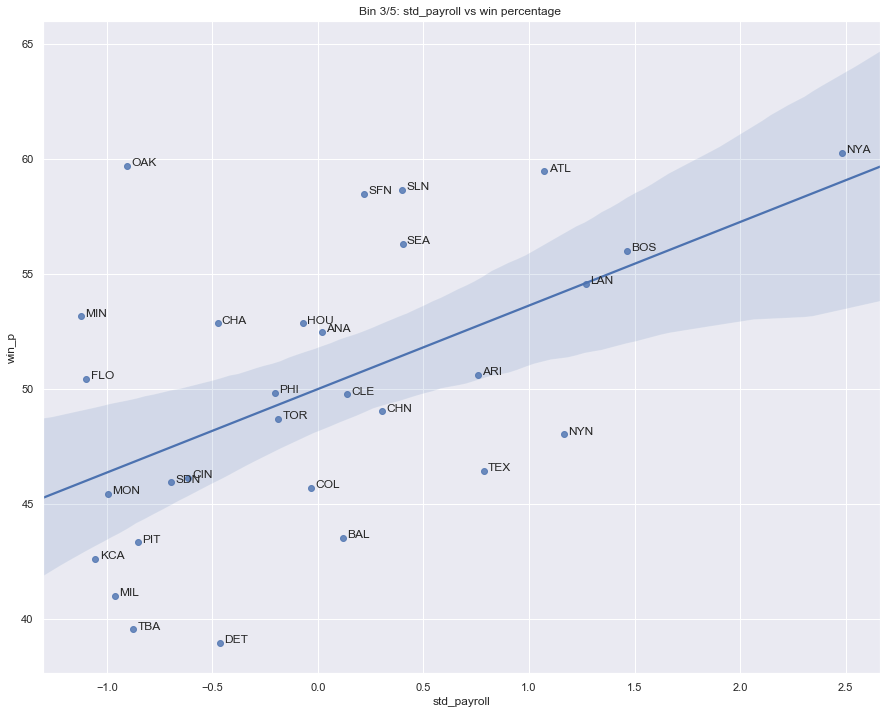 Bin 3/5: std_payroll vs win percentage
65
60
55
50
45
40
win_p
OAK
NYA
ATL
SLN
SFN
SEA
BOS
LAN
MIN
CHA
HOU
ANA
FLO
ARI
PHI
CLE
CHN
TOR
NYN
TEX
CIN
SDN
COL
MON
BAL
PIT
KCA
MIL
TBA
DET
−1.0
−0.5
0.0
0.5
1.0
1.5
2.0
2.5
std_payroll